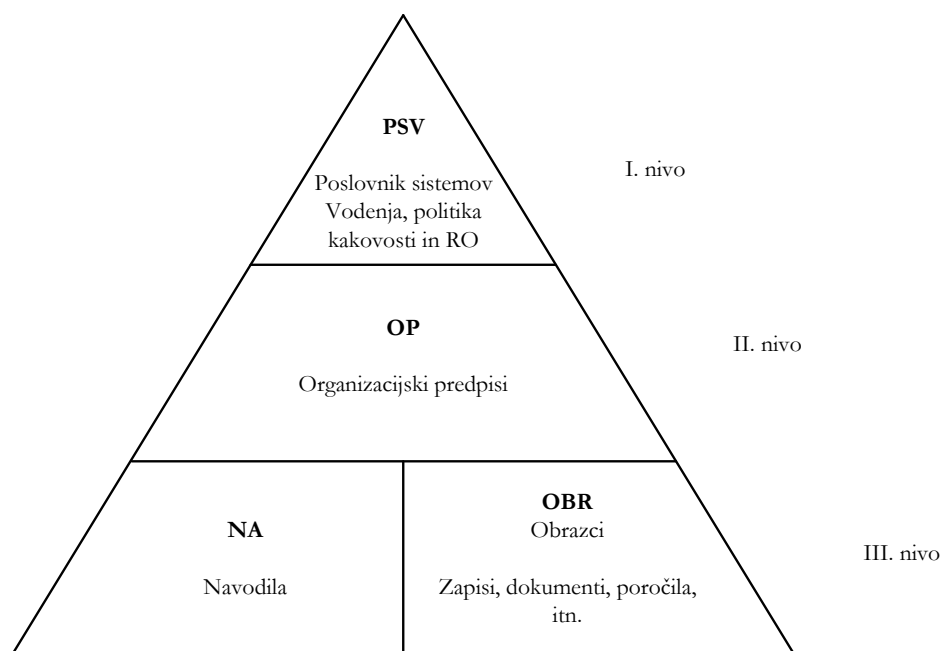 PSV
Poslovnik sistemov
Vodenja, politika
kakovosti in RO
I. nivo
OP
Organizacijski predpisi
II. nivo
NA
Navodila
OBR
Obrazci
Zapisi, dokumenti, poročila,
itn.
III. nivo